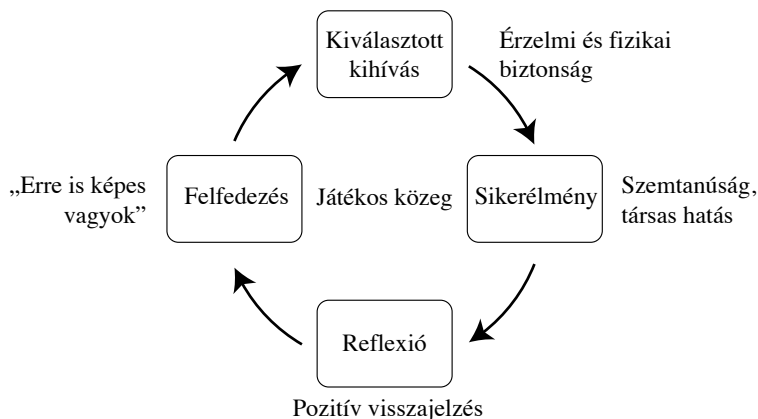 Kiválasztott
kihívás
Érzelmi és fizikai
biztonság
„Erre is képes
vagyok”
Felfedezés
Játékos közeg
Sikerélmény
Szemtanúság,
társas hatás
Reflexió
Pozitív visszajelzés